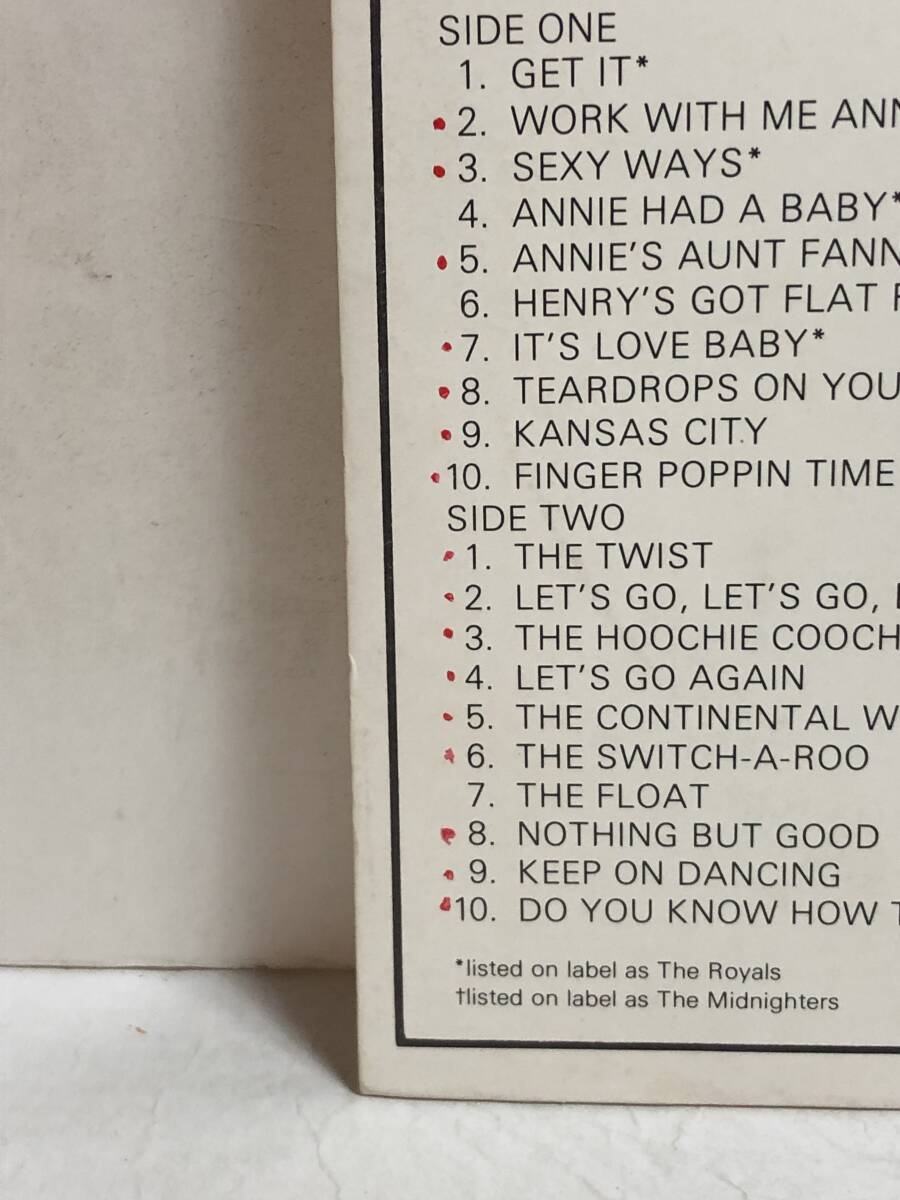 SIDE ONE
1. GET IT*
2. WORK WITH ME ANN
3. SEXY WAYS*
4. ANNIE HAD A BABY*
5. ANNIE'S AUNT FANN
6. HENRY'S GOT FLAT F
7. IT'S LOVE BABY*
8. TEARDROPS ON YOU
9. KANSAS CITY
10. FINGER POPPIN TIME
SIDE TWO
1. THE TWIST
2. LET'S GO, LET'S GO, L
3. THE HOOCHIE COOCH
4. LET'S GO AGAIN
5. THE CONTINENTAL W
6. THE SWITCH-A-ROO
7. THE FLOAT
8. NOTHING BUT GOOD
9. KEEP ON DANCING
10. DO YOU KNOW HOW T
*listed on label as The Royals
†listed on label as The Midnighters